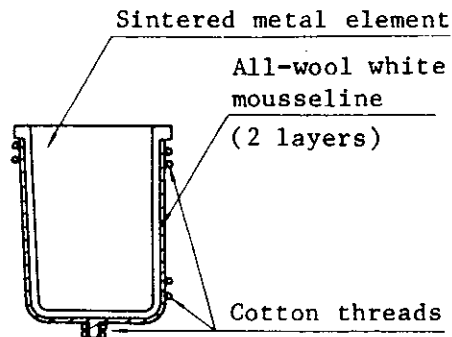 Sintered metal element
All-wool white
mousseline
(2 layers)
Cotton threads